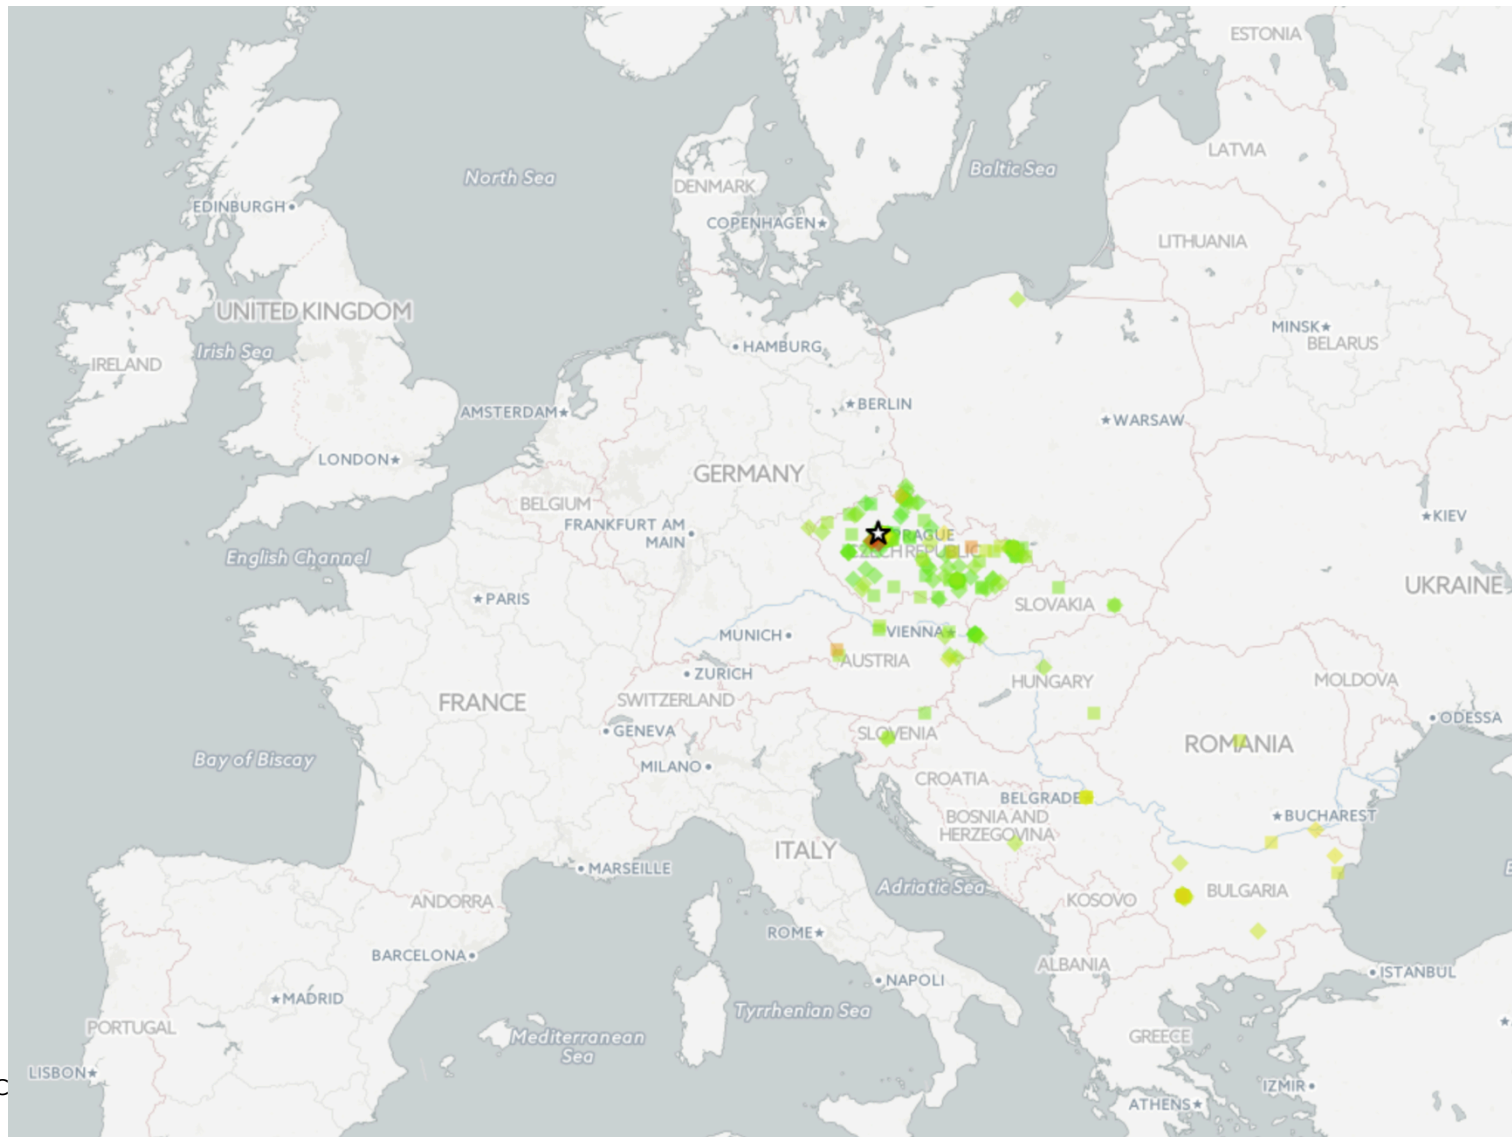 ESTONIA
LATVIA
Baltic Sea
North Sea
DENMARK
EDINBURGH
COPENHAGEN
LITHUANIA
UNITED KINGDOM
MINSK
BELARUS
HAMBURG
Irish Sea
IRELAND
BERLIN
AMSTERDAM
WARSAW
LONDON
GERMANY
BELGIUM
KIEV
FRANKFURT AM
MAIN
PRAGUE
CZECH REPUBLIC
English Channel
UKRAINE
PARIS
SLOVAKIA
MUNICH
VIENNA
AUSTRIA
ZURICH
HUNGARY
MOLDOVA
SWITZERLAND
FRANCE
ODESSA
GENEVA
SLOVENIA
ROMANIA
Bay of Biscay
MILANO
CROATIA
BELGRADE
BOSNIA AND
HERZEGOVINA
BUCHAREST
ITALY
MARSEILLE
Adriatic Sea
BULGARIA
ANDORRA
KOSOVO
ROME
BARCELONA
ALBANIA
ISTANBUL
NAPOLI
MADRID
Tyrrhenian Sea
PORTUGAL
Mediterranean
Sea
GREECE
LISBON
IZMIR
ATHENS